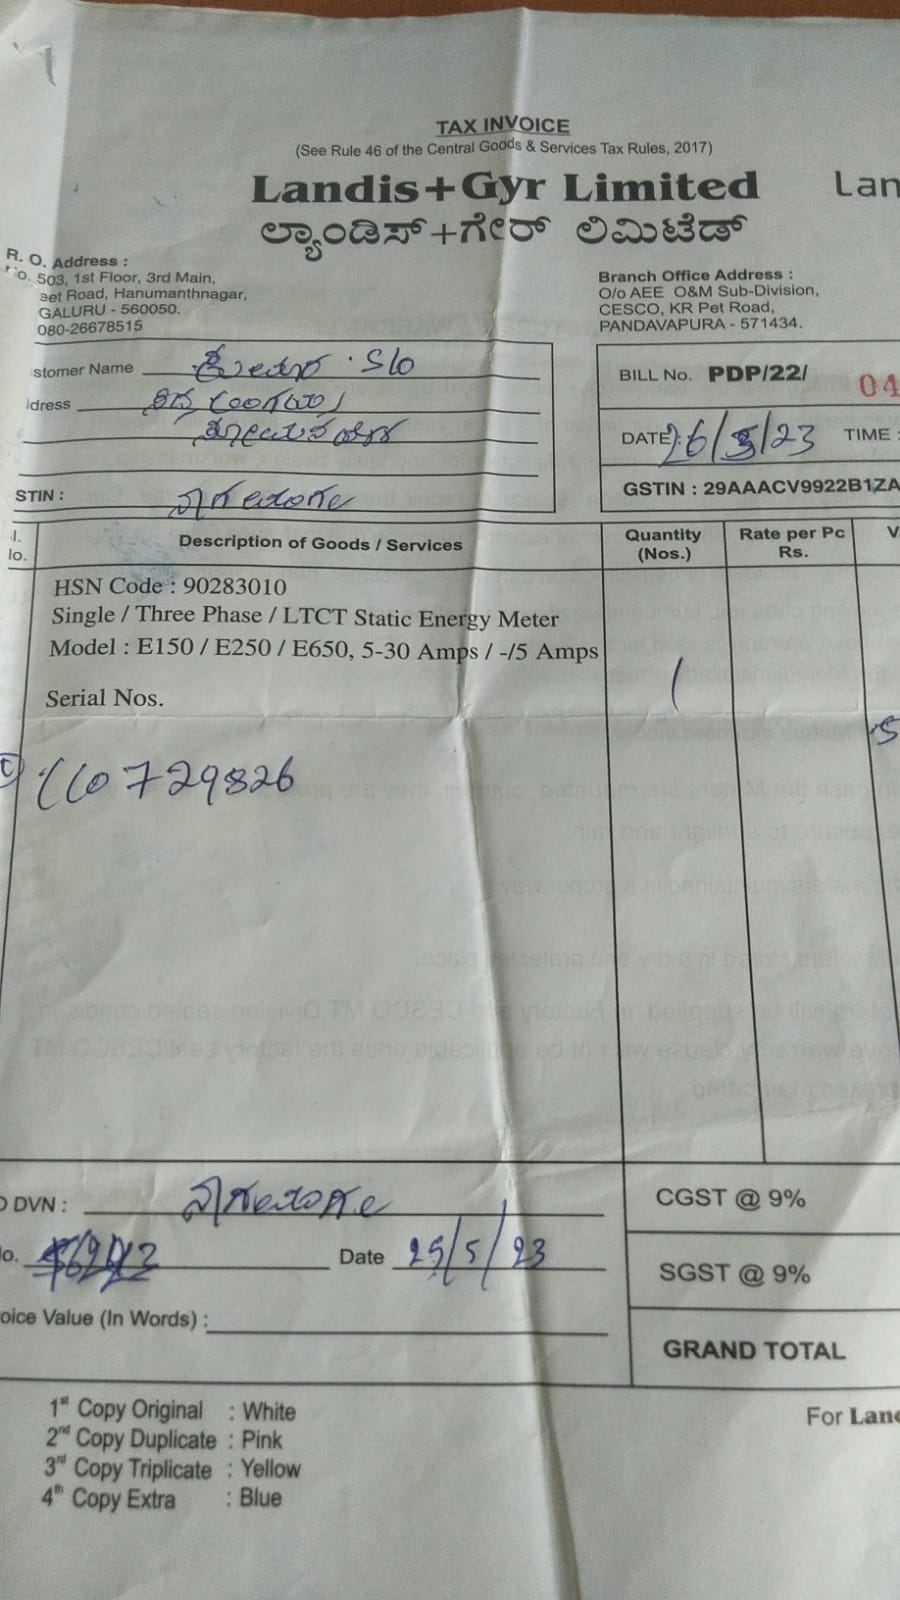 TAX INVOICE
(See Rule 46 of the Central Goods & Services Tax Rules, 2017)
Landis+Gyr Limited Lan
ಲ್ಯಾಂಡಿಸ್+ಗೇರ್ ಲಿಮಿಟೆಡ್
R. O. Address :
No. 503, 1st Floor, 3rd Main,
eet Road, Hanumanthnagar,
GALURU - 560050.
080-26678515
Branch Office Address :
O/o AEE O&M Sub-Division,
CESCO, KR Pet Road,
PANDAVAPURA - 571434.
stomer Name S/O
dress
STIN :
BILL No. PDP/22/ 04
DATE: 26/5/23 TIME :
GSTIN : 29AAACV9922B1ZA
l.
lo. Description of Goods / Services Quantity (Nos.) Rate per Pc Rs. V
HSN Code : 90283010
Single / Three Phase / LTCT Static Energy Meter
Model : E150 / E250 / E650, 5-30 Amps / -/5 Amps
1
Serial Nos.
729826
DVN :
o. Date 25/5/23
oice Value (In Words) :
CGST @ 9%
SGST @ 9%
GRAND TOTAL
1st Copy Original : White
2nd Copy Duplicate : Pink
3rd Copy Triplicate : Yellow
4th Copy Extra : Blue
For Land